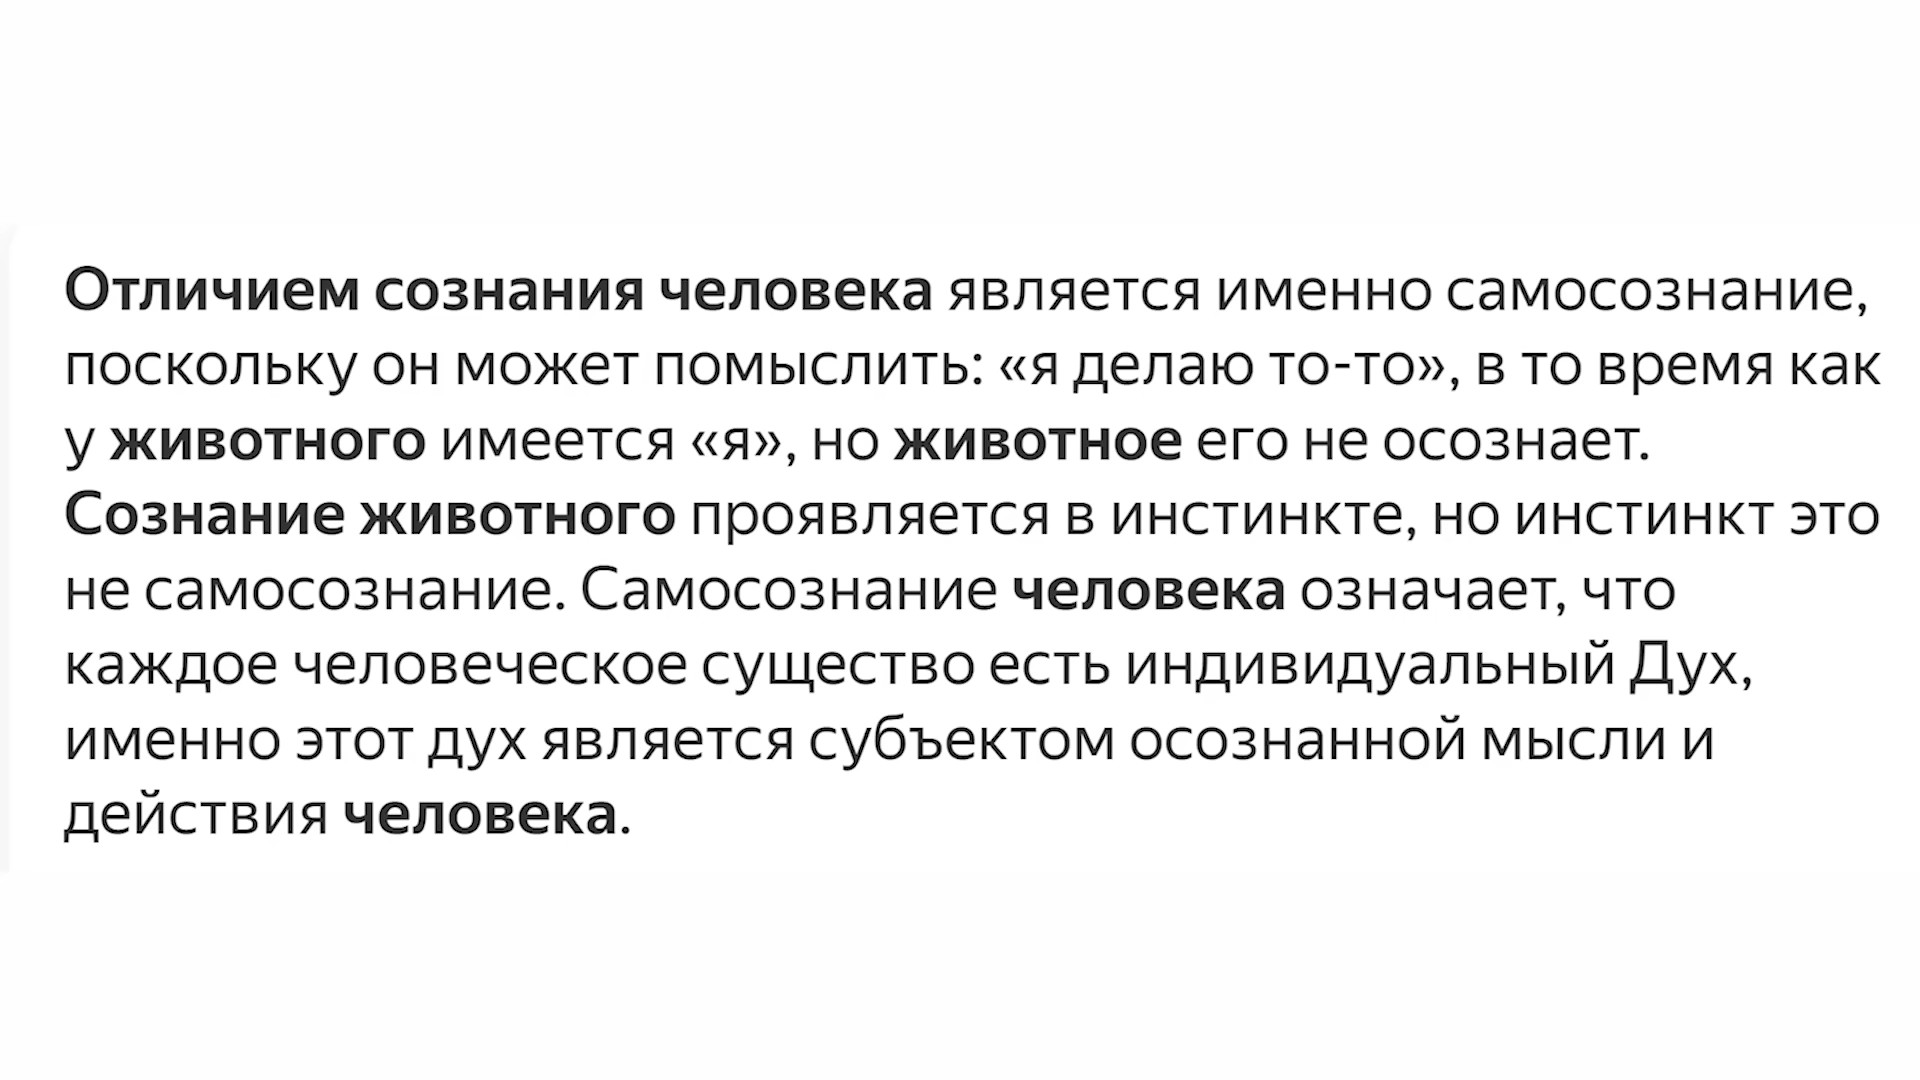 Отличием сознания человека является именно самосознание,
поскольку он может помыслить: «я делаю то-то», в то время как
у животного имеется «я», но животное его не осознает.
Сознание животного проявляется в инстинкте, но инстинкт это
не самосознание. Самосознание человека означает, что
каждое человеческое существо есть индивидуальный Дух,
именно этот дух является субъектом осознанной мысли и
действия человека.